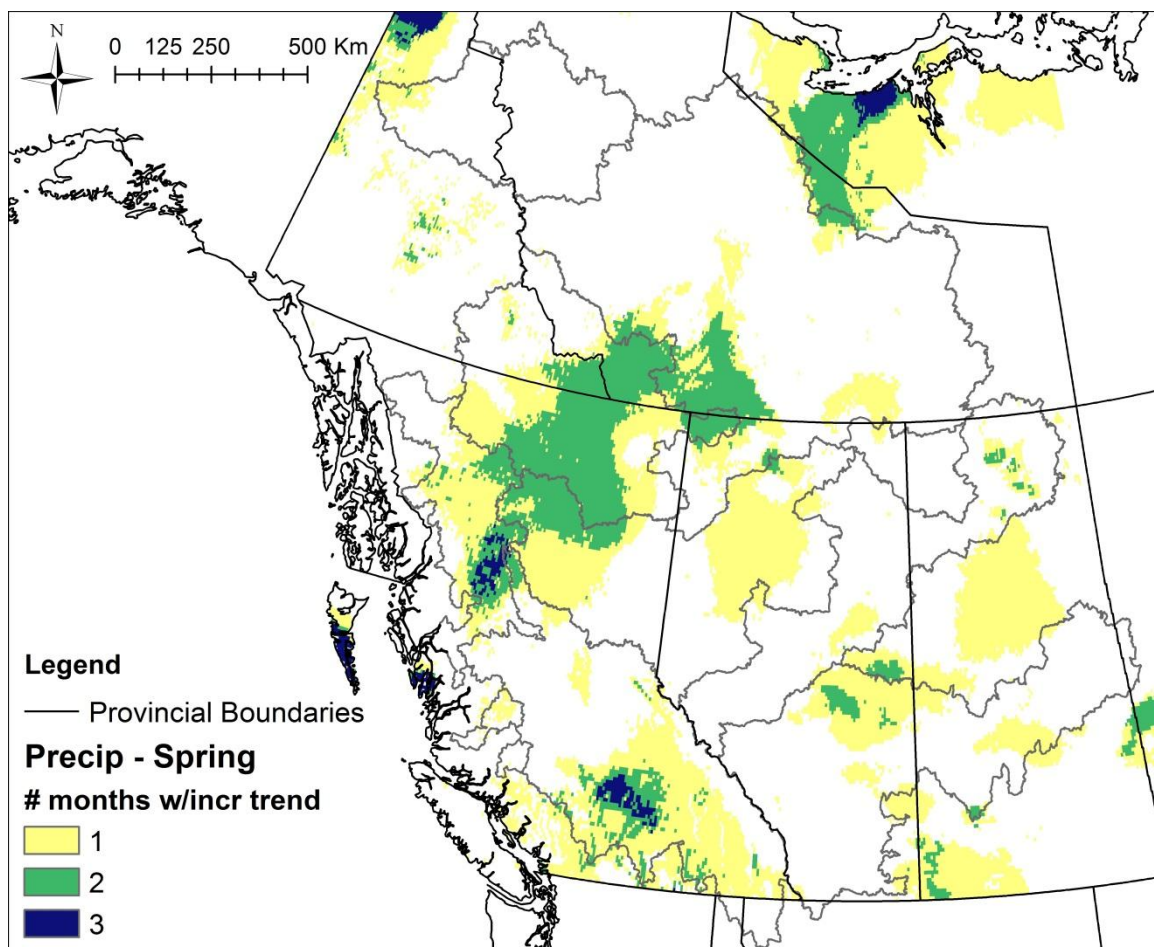 N
0 125 250 500 Km
Legend
Provincial Boundaries
Precip - Spring
# months w/incr trend
1
2
3